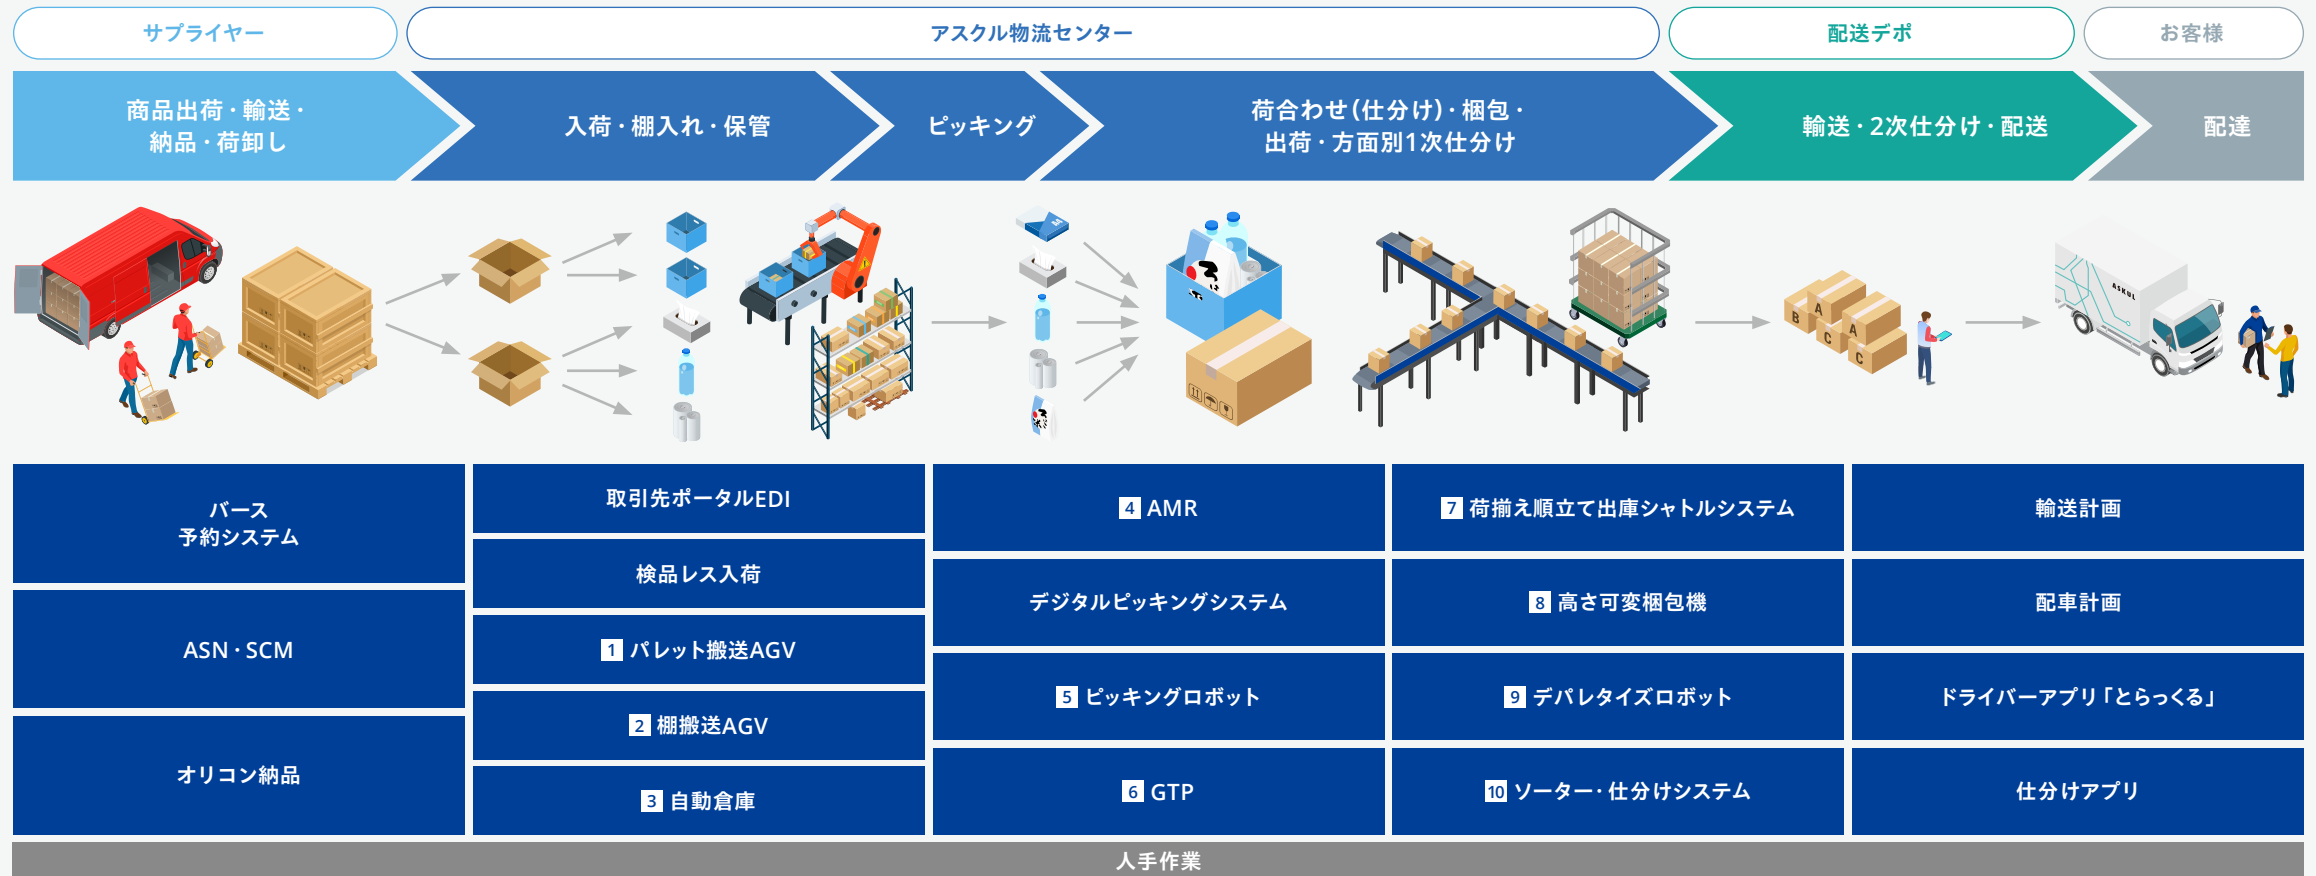 サプライヤー
アスクル物流センター
配送デポ
お客様
商品出荷・輸送・
納品・荷卸し
入荷・棚入れ・保管
ピッキング
荷合わせ(仕分け)・梱包・
出荷・方面別1次仕分け
輸送・2次仕分け・配送
配達
ASKUL
A
B
C
A
C
バース
予約システム
ASN・SCM
オリコン納品
取引先ポータルEDI
検品レス入荷
1 パレット搬送AGV
2 棚搬送AGV
3 自動倉庫
4 AMR
デジタルピッキングシステム
5 ピッキングロボット
6 GTP
7 荷揃え順立て出庫シャトルシステム
8 高さ可変梱包機
9 デパレタイズロボット
10 ソーター・仕分けシステム
輸送計画
配車計画
ドライバーアプリ「とらっくる」
仕分けアプリ
人手作業